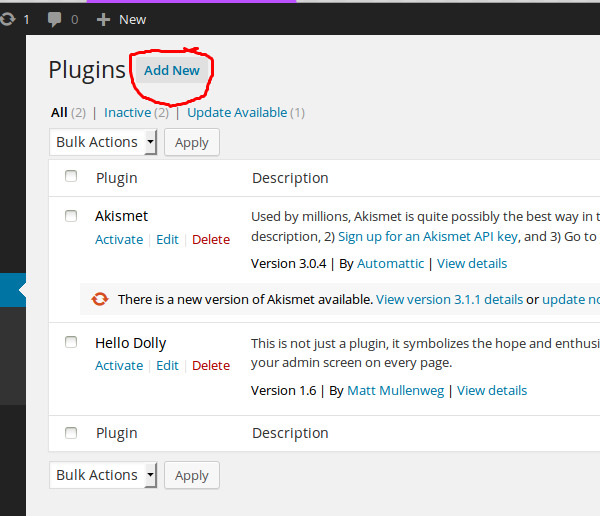 1 0 + New
Plugins Add New
All (2) | Inactive (2) | Update Available (1)
Bulk Actions Apply
Plugin Description
Akismet Used by millions, Akismet is quite possibly the best way in t
Activate | Edit | Delete description, 2) Sign up for an Akismet API key, and 3) Go to
Version 3.0.4 | By Automattic | View details
There is a new version of Akismet available. View version 3.1.1 details or update no
Hello Dolly This is not just a plugin, it symbolizes the hope and enthusi
Activate | Edit | Delete your admin screen on every page.
Version 1.6 | By Matt Mullenweg | View details
Plugin Description
Bulk Actions Apply